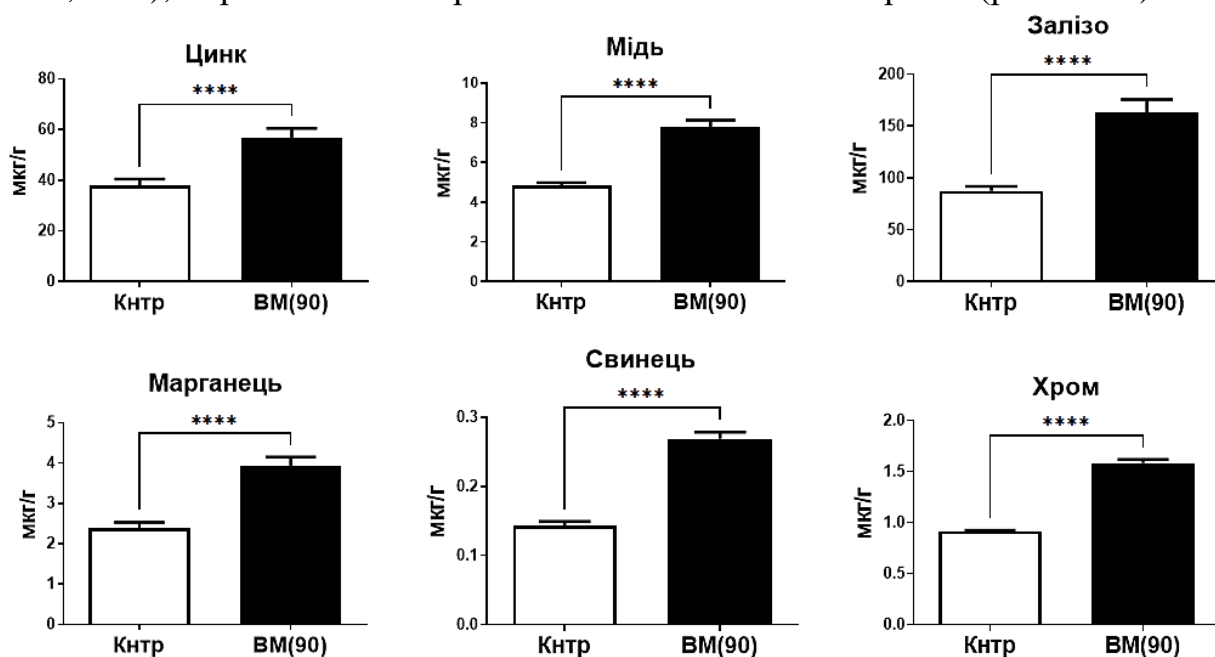 Цинк
мкг/г
80
60
40
20
0
****
Кнтр ВМ(90)
Мідь
мкг/г
10
8
6
4
2
0
****
Кнтр ВМ(90)
Залізо
мкг/г
200
150
100
50
0
****
Кнтр ВМ(90)
Марганець
мкг/г
5
4
3
2
1
0
****
Кнтр ВМ(90)
Свинець
мкг/г
0.3
0.2
0.1
0.0
****
Кнтр ВМ(90)
Хром
мкг/г
2.0
1.5
1.0
0.5
0.0
****
Кнтр ВМ(90)